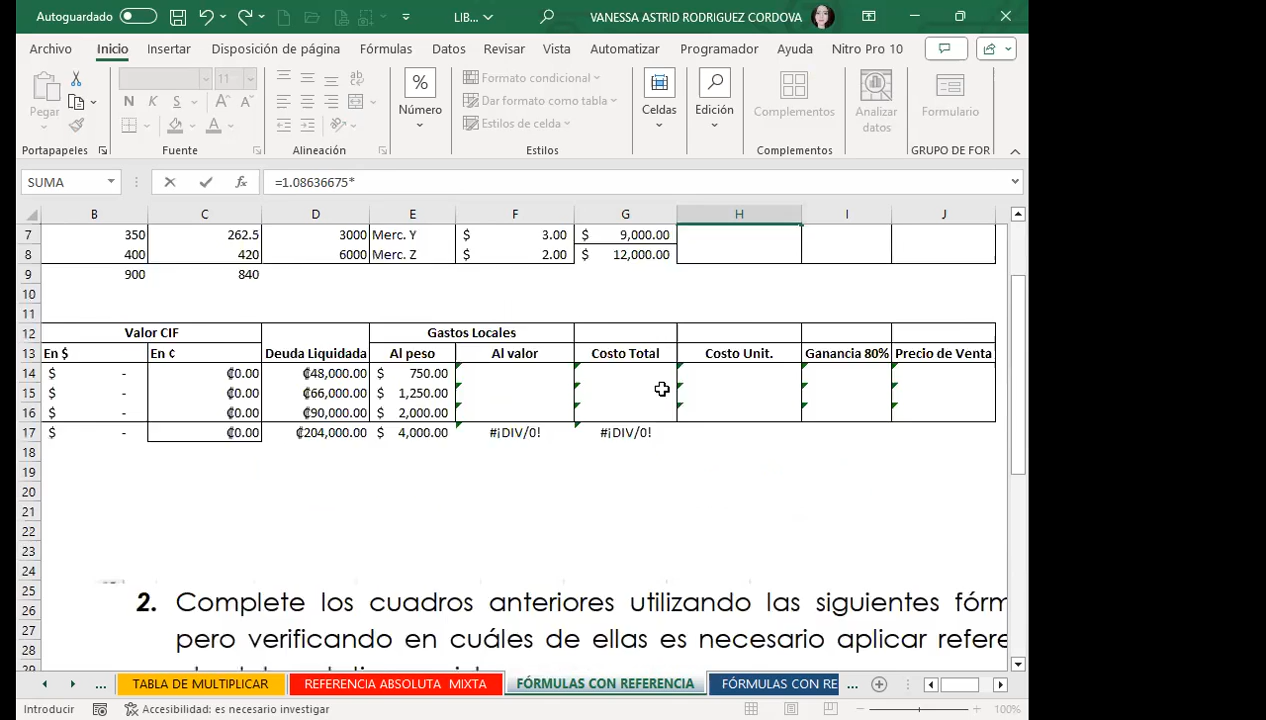 Autoguardado LIB... VANESSA ASTRID RODRIGUEZ CORDOVA
Archivo Inicio Insertar Disposición de página Fórmulas Datos Revisar Vista Automatizar Programador Ayuda Nitro Pro 10
Pegar 11 N K S A A A % Número Formato condicional Dar formato como tabla Estilos de celda Celdas Edición Complementos Analizar datos Formulario
Portapapeles Fuente Alineación Estilos Complementos GRUPO DE FOR
SUMA fx =1.08636675*
B C D E F G H I J
7 350 262.5 3000 Merc. Y $ 3.00 $ 9,000.00
8 400 420 6000 Merc. Z $ 2.00 $ 12,000.00
9 900 840
10
11
12 Valor CIF Gastos Locales
13 En $ En ¢ Deuda Liquidada Al peso Al valor Costo Total Costo Unit. Ganancia 80% Precio de Venta
14 $ - ₡0.00 ₡48,000.00 $ 750.00
15 $ - ₡0.00 ₡66,000.00 $ 1,250.00
16 $ - ₡0.00 ₡90,000.00 $ 2,000.00
17 $ - ₡0.00 ₡204,000.00 $ 4,000.00 #¡DIV/0! #¡DIV/0!
18
19
20
21
22
23
24
25
26 2. Complete los cuadros anteriores utilizando las siguientes fórm
27
28 pero verificando en cuáles de ellas es necesario aplicar refere
29
... TABLA DE MULTIPLICAR REFERENCIA ABSOLUTA MIXTA FÓRMULAS CON REFERENCIA FÓRMULAS CON RE ...
Introducir Accesibilidad: es necesario investigar 100%